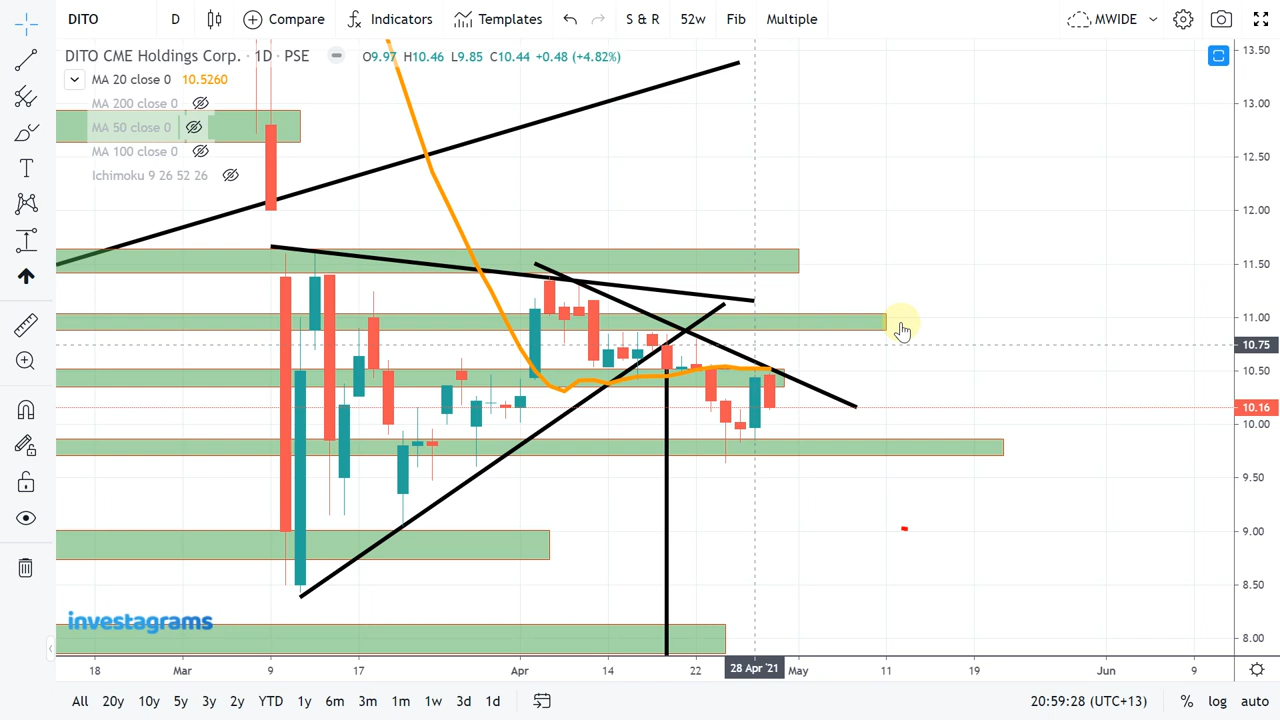 DITO D Compare Indicators Templates S & R 52w Fib Multiple MWIDE
DITO CME Holdings Corp. · 1D · PSE O9.97 H10.46 L9.85 C10.44 +0.48 (+4.82%)
MA 20 close 0 10.5260
MA 200 close 0
MA 50 close 0
MA 100 close 0
Ichimoku 9 26 52 26
13.50
13.00
12.50
12.00
11.50
11.00
10.75
10.50
10.16
10.00
9.50
9.00
8.50
8.00
investagrams
18 Mar 9 17 Apr 14 22 28 Apr '21 May 11 19 Jun 9
All 20y 10y 5y 3y 2y YTD 1y 6m 3m 1m 1w 3d 1d 20:59:28 (UTC+13) % log auto